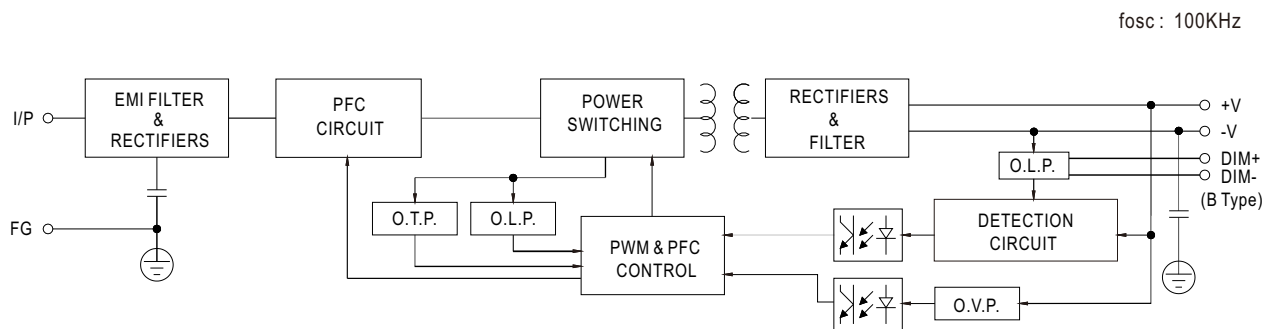 fosc : 100KHz
I/P
EMI FILTER
&
RECTIFIERS
PFC
CIRCUIT
POWER
SWITCHING
RECTIFIERS
&
FILTER
+V
-V
DIM+
DIM-
(B Type)
O.L.P.
FG
O.T.P.
O.L.P.
PWM & PFC
CONTROL
DETECTION
CIRCUIT
O.V.P.